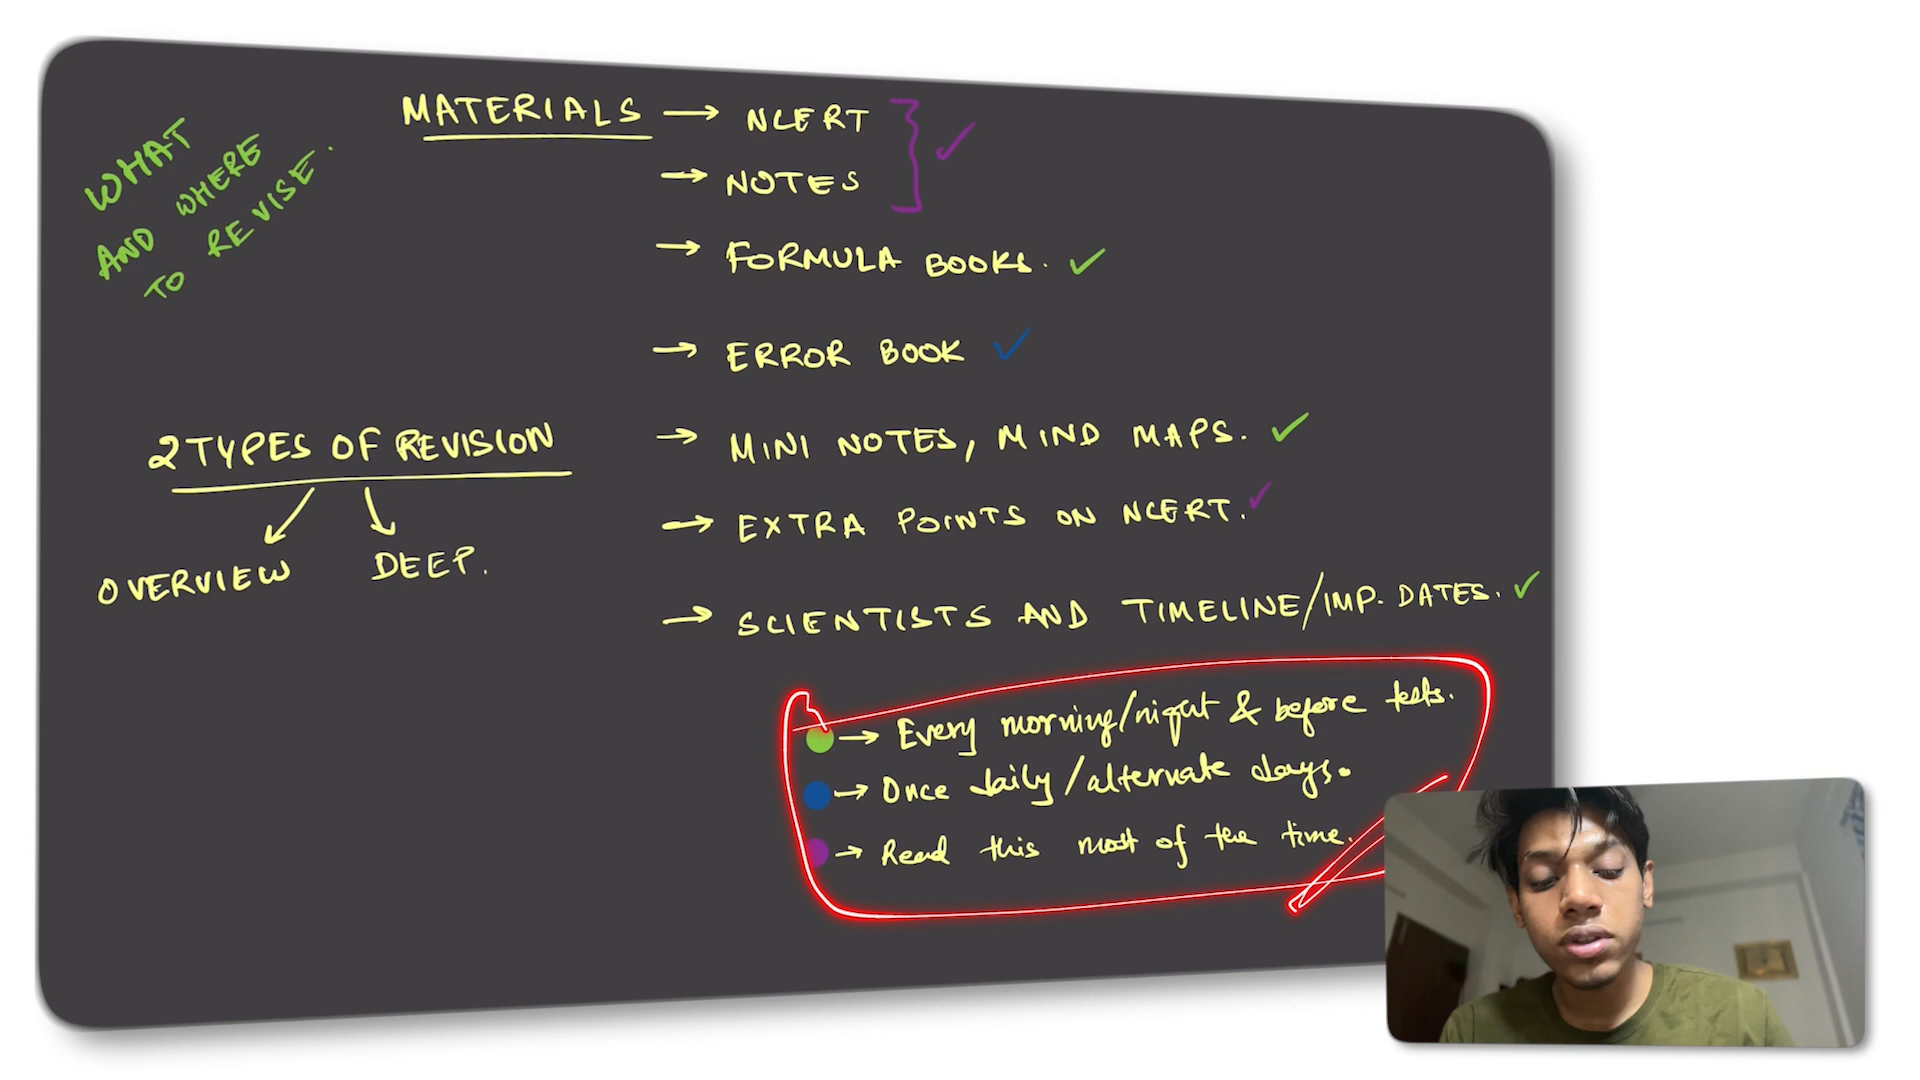 WHAT
AND WHERE
TO REVISE.
MATERIALS → NCERT
→ NOTES
→ FORMULA BOOKS.
→ ERROR BOOK
2 TYPES OF REVISION
OVERVIEW DEEP.
→ MINI NOTES, MIND MAPS.
→ EXTRA POINTS ON NCERT.
→ SCIENTISTS AND TIMELINE/IMP. DATES.
→ Every morning/night & before tests.
→ Once daily/alternate days.
→ Read this most of the time.